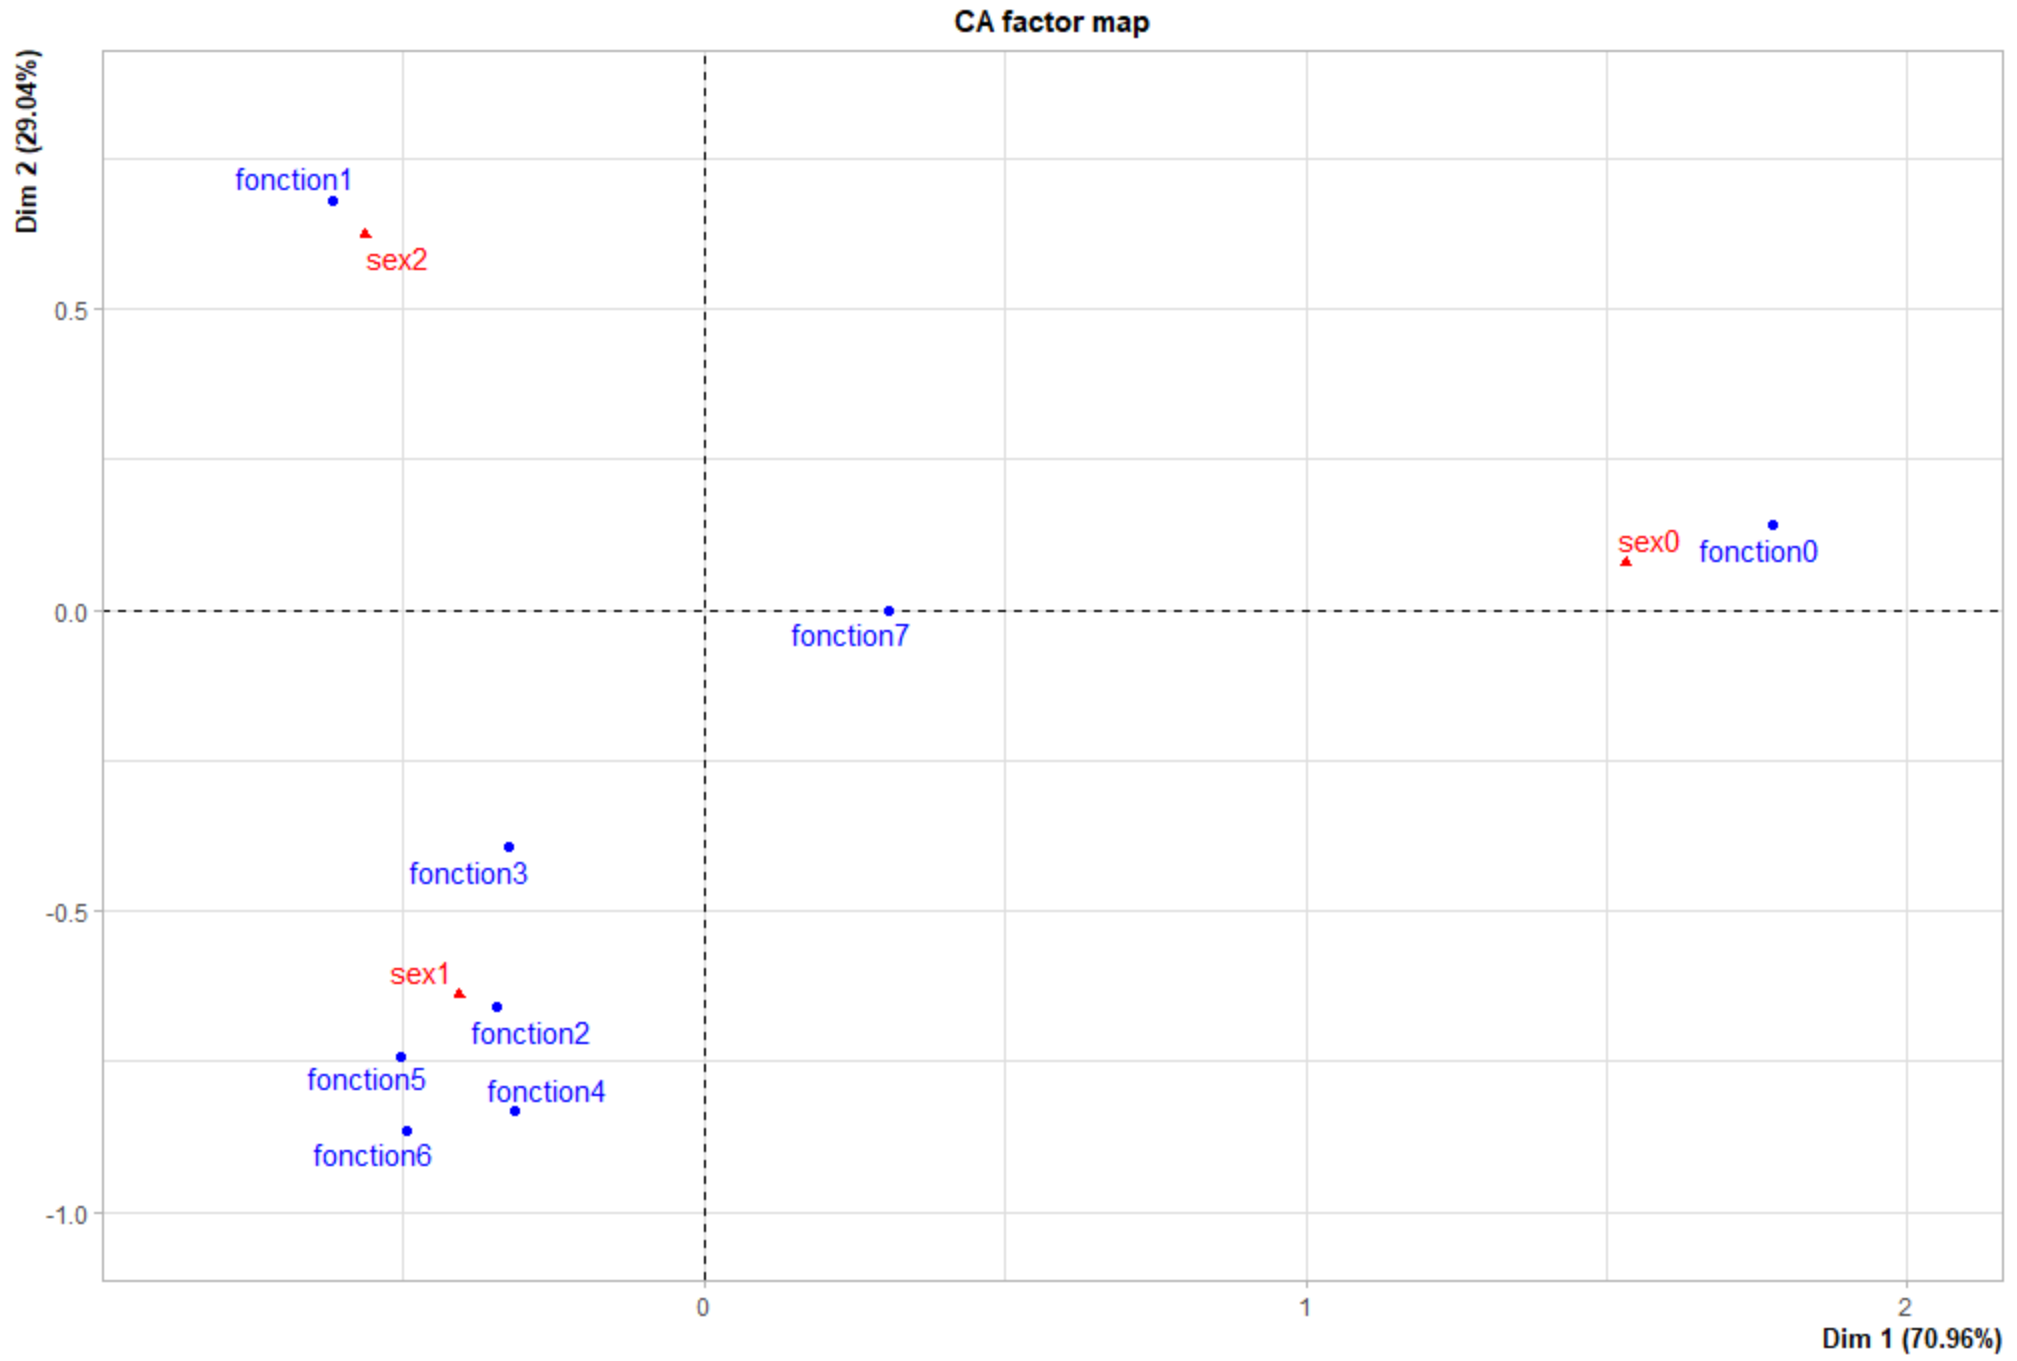 CA factor map
Dim 2 (29.04%)
fonction1
sex2
0.5
sex0
fonction0
0.0
fonction7
fonction3
-0.5
sex1
fonction2
fonction5
fonction4
fonction6
-1.0
0
1
2
Dim 1 (70.96%)